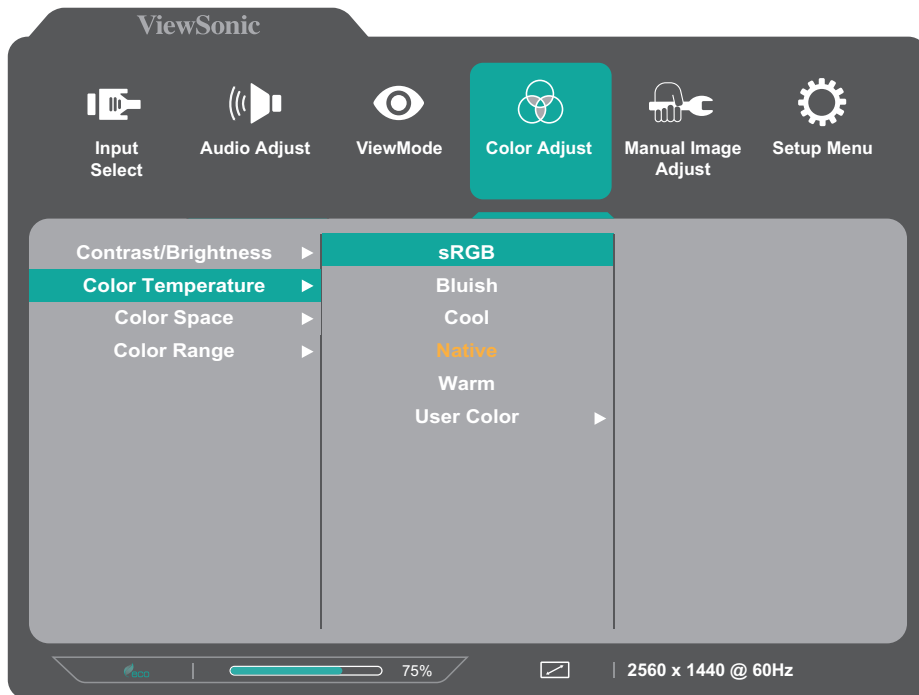 ViewSonic
Input Select
Audio Adjust
ViewMode
Color Adjust
Manual Image Adjust
Setup Menu
Contrast/Brightness
Color Temperature
Color Space
Color Range
sRGB
Bluish
Cool
Native
Warm
User Color
eco
75%
2560 x 1440 @ 60Hz